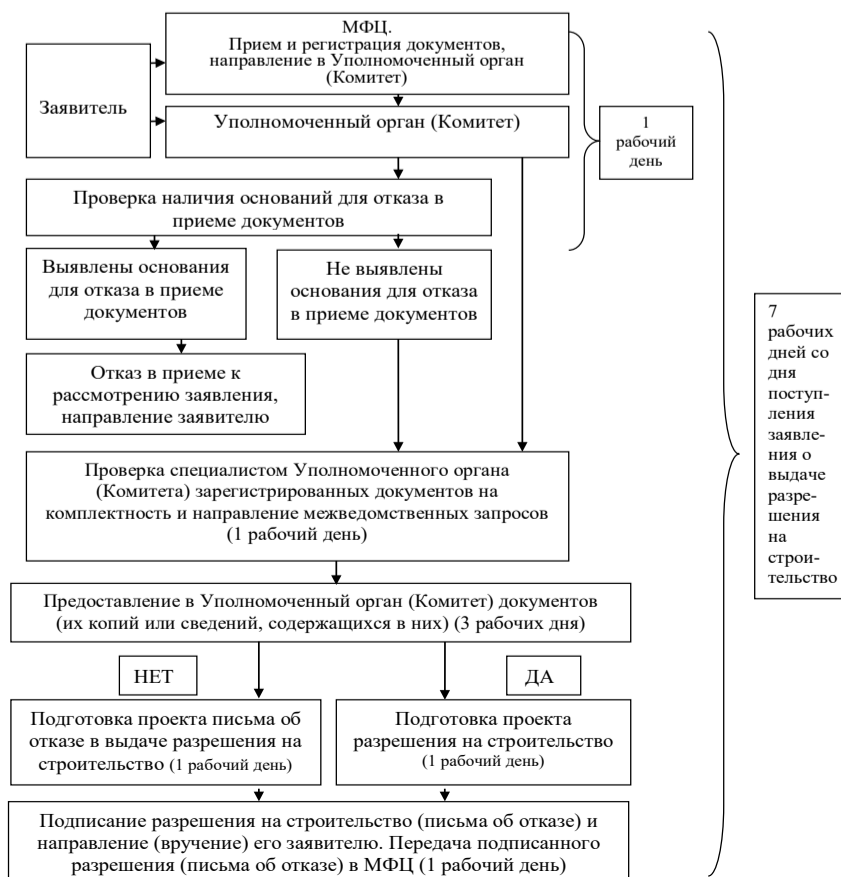 МФЦ.
Прием и регистрация документов,
направление в Уполномоченный орган
(Комитет)
Заявитель
Уполномоченный орган (Комитет)
1
рабочий
день
Проверка наличия оснований для отказа в
приеме документов
Выявлены основания
для отказа в приеме
документов
Не выявлены
основания для отказа
в приеме документов
Отказ в приеме к
рассмотрению заявления,
направление заявителю
7
рабочих
дней со
дня
поступ-
ления
заявле-
ния о
выдаче
разре-
шения
на
строи-
тельство
Проверка специалистом Уполномоченного органа
(Комитета) зарегистрированных документов на
комплектность и направление межведомственных запросов
(1 рабочий день)
Предоставление в Уполномоченный орган (Комитет) документов
(их копий или сведений, содержащихся в них) (3 рабочих дня)
НЕТ
ДА
Подготовка проекта письма об
отказе в выдаче разрешения на
строительство (1 рабочий день)
Подготовка проекта
разрешения на строительство
(1 рабочий день)
Подписание разрешения на строительство (письма об отказе) и
направление (вручение) его заявителю. Передача подписанного
разрешения (письма об отказе) в МФЦ (1 рабочий день)